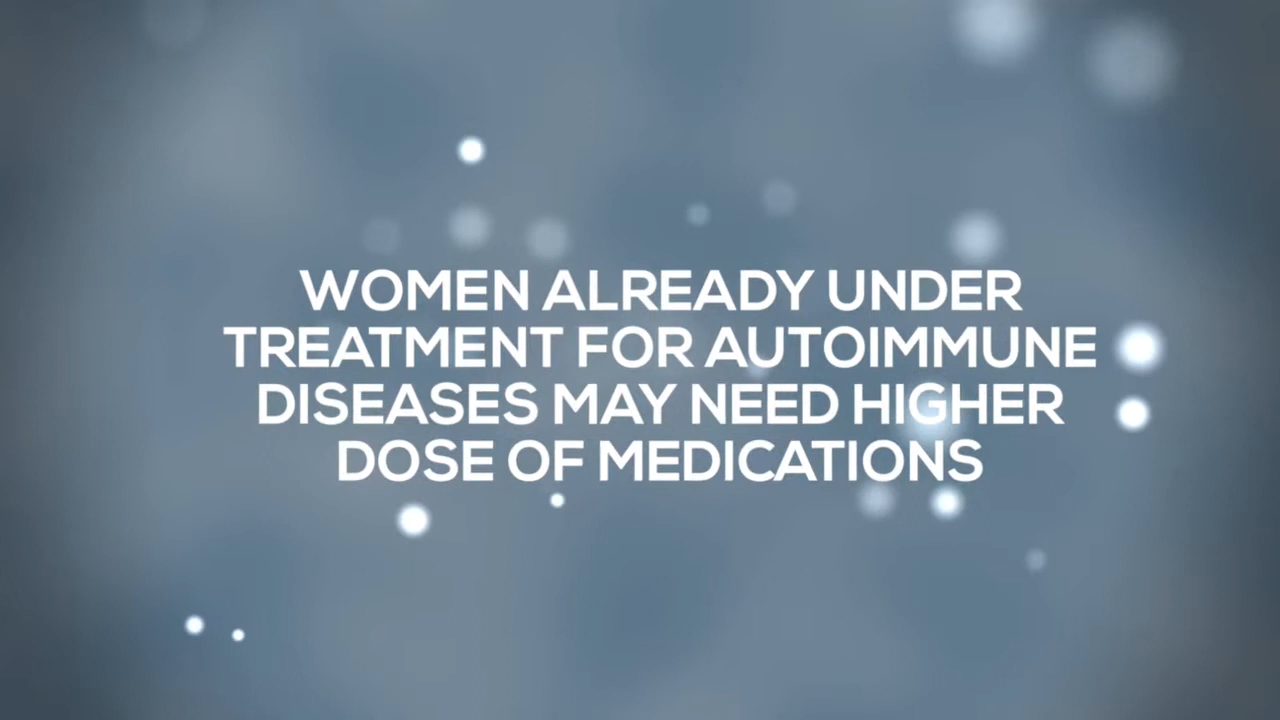 WOMEN ALREADY UNDER
TREATMENT FOR AUTOIMMUNE
DISEASES MAY NEED HIGHER
DOSE OF MEDICATIONS